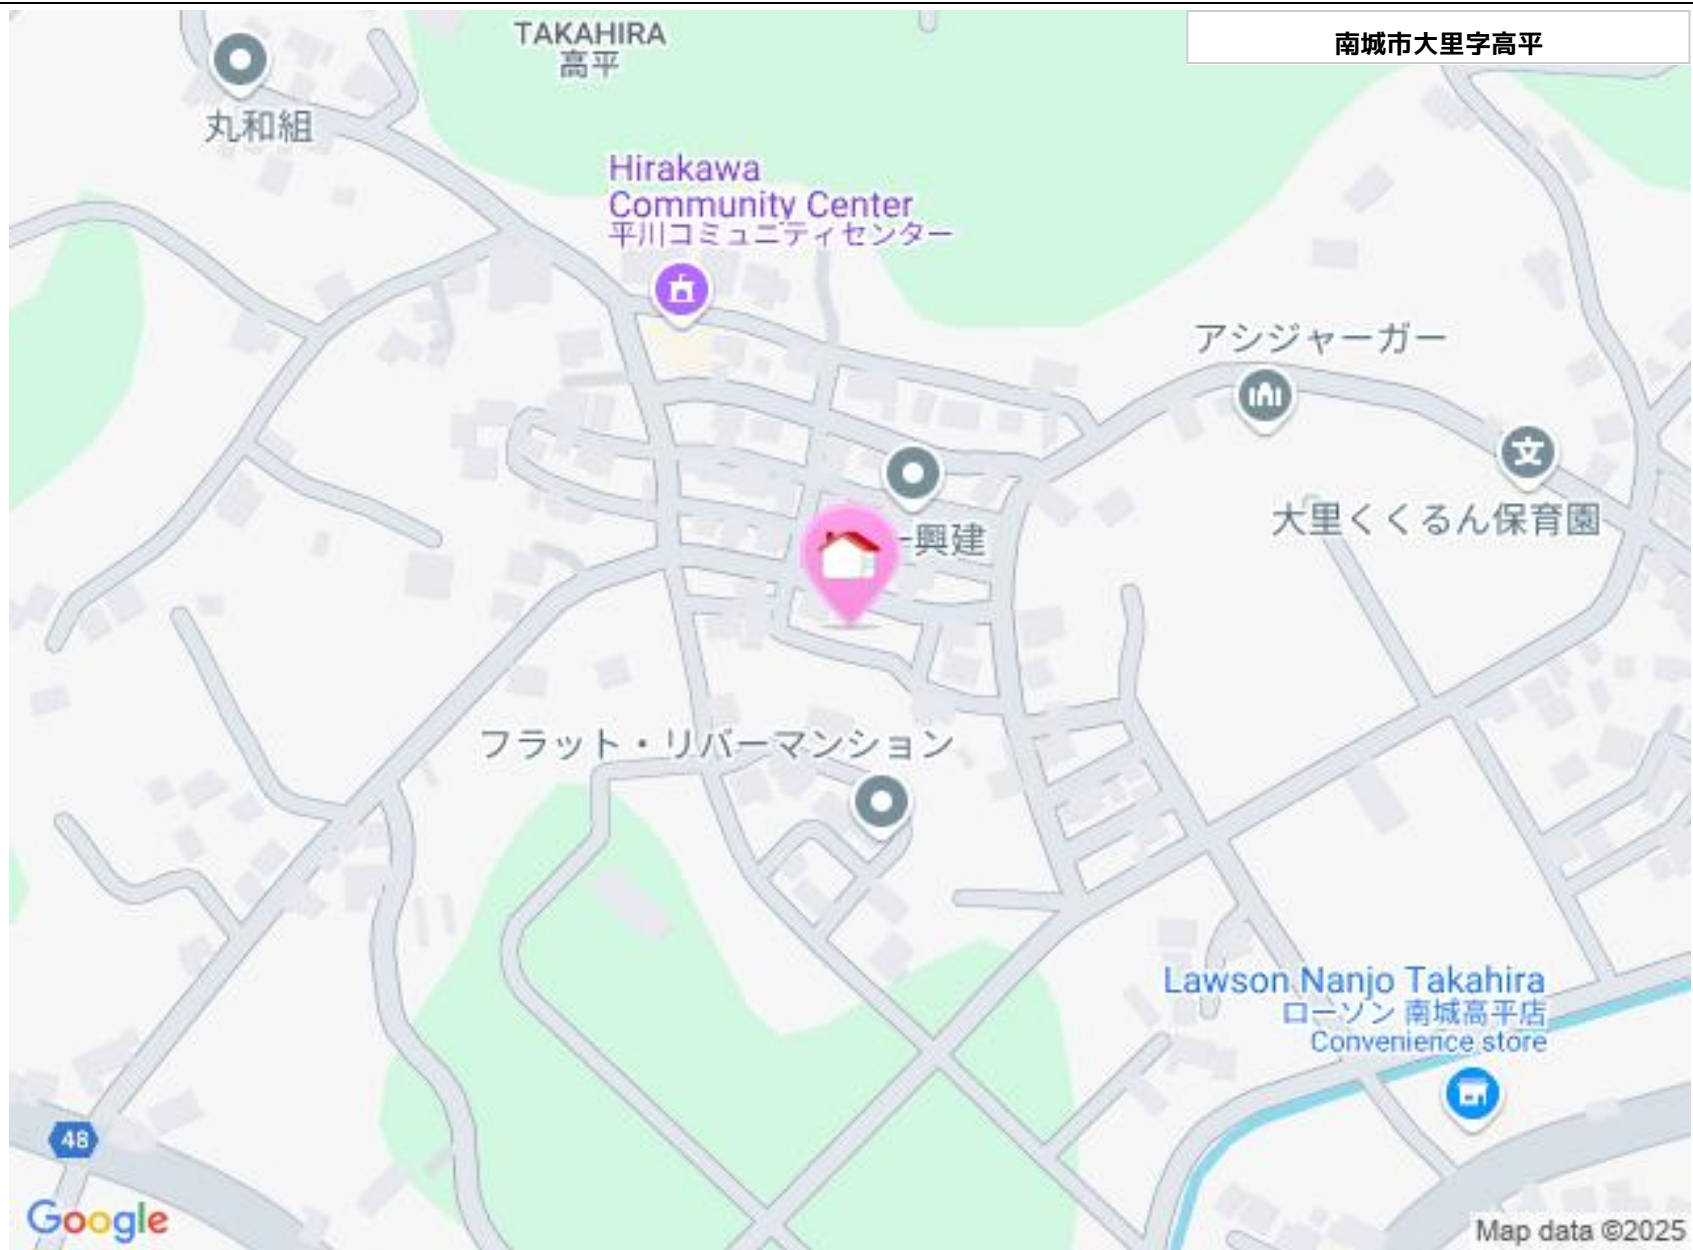 TAKAHIRA
高平
南城市大里字高平
丸和組
Hirakawa
Community Center
平川コミュニティセンター
アシジャーガー
文
大里くくるん保育園
興建
フラット・リバーマンション
Lawson Nanjo Takahira
ローソン 南城高平店
Convenience store
48
Google
Map data ©2025